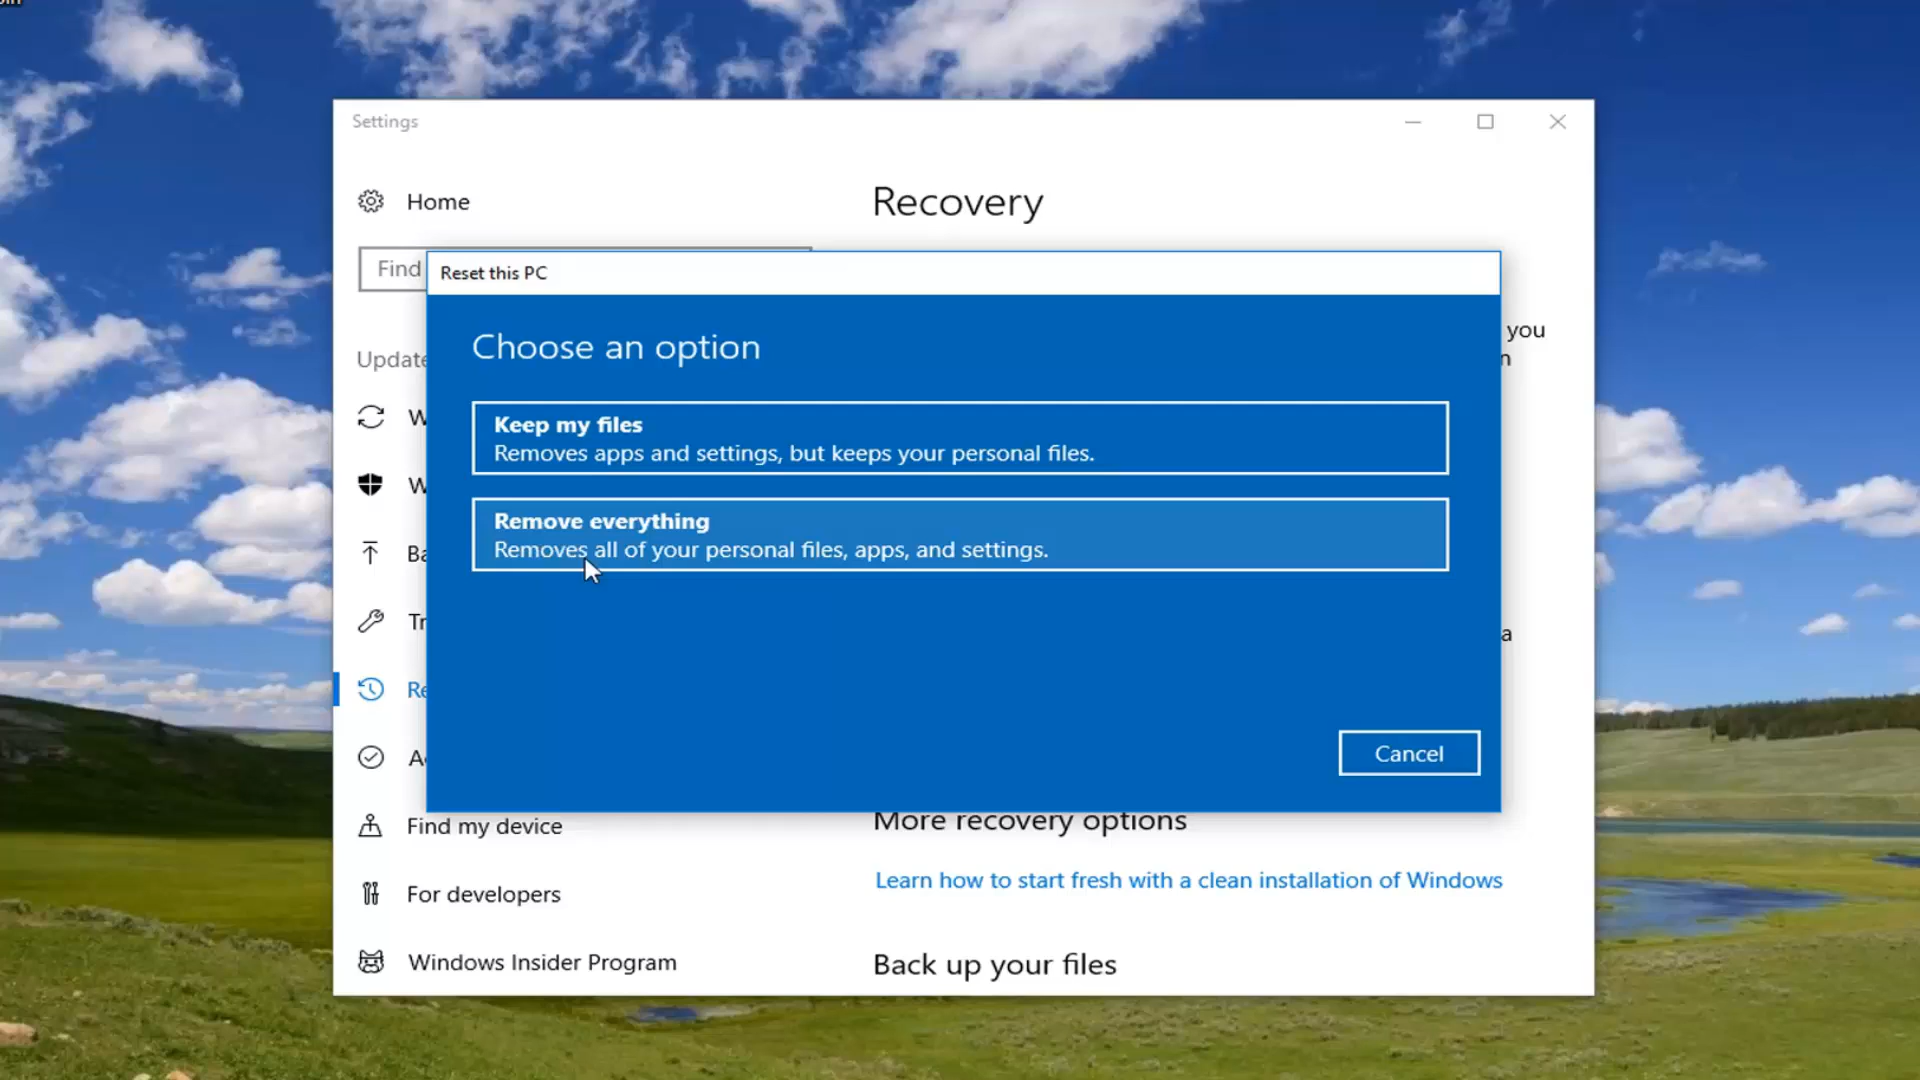 Settings
Home
Recovery
Find
Reset this PC
Choose an option
you
n
Update
Keep my files
Removes apps and settings, but keeps your personal files.
W
W
Remove everything
Removes all of your personal files, apps, and settings.
Ba
Tr
a
Re
Cancel
A
Find my device
More recovery options
For developers
Learn how to start fresh with a clean installation of Windows
Windows Insider Program
Back up your files